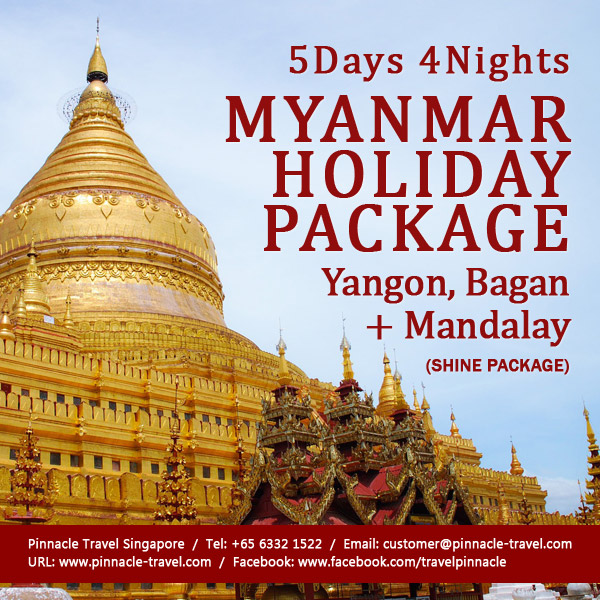 5Days 4Nights
MYANMAR
HOLIDAY
PACKAGE
Yangon, Bagan
+ Mandalay
(SHINE PACKAGE)
Pinnacle Travel Singapore / Tel: +65 6332 1522 / Email: customer@pinnacle-travel.com
URL: www.pinnacle-travel.com / Facebook: www.facebook.com/travelpinnacle